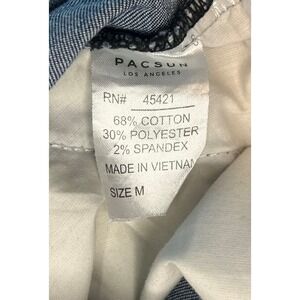 PACSUN
LOS ANGELES
RN# 45421
68% COTTON
30% POLYESTER
2% SPANDEX
MADE IN VIETNAM
SIZE M